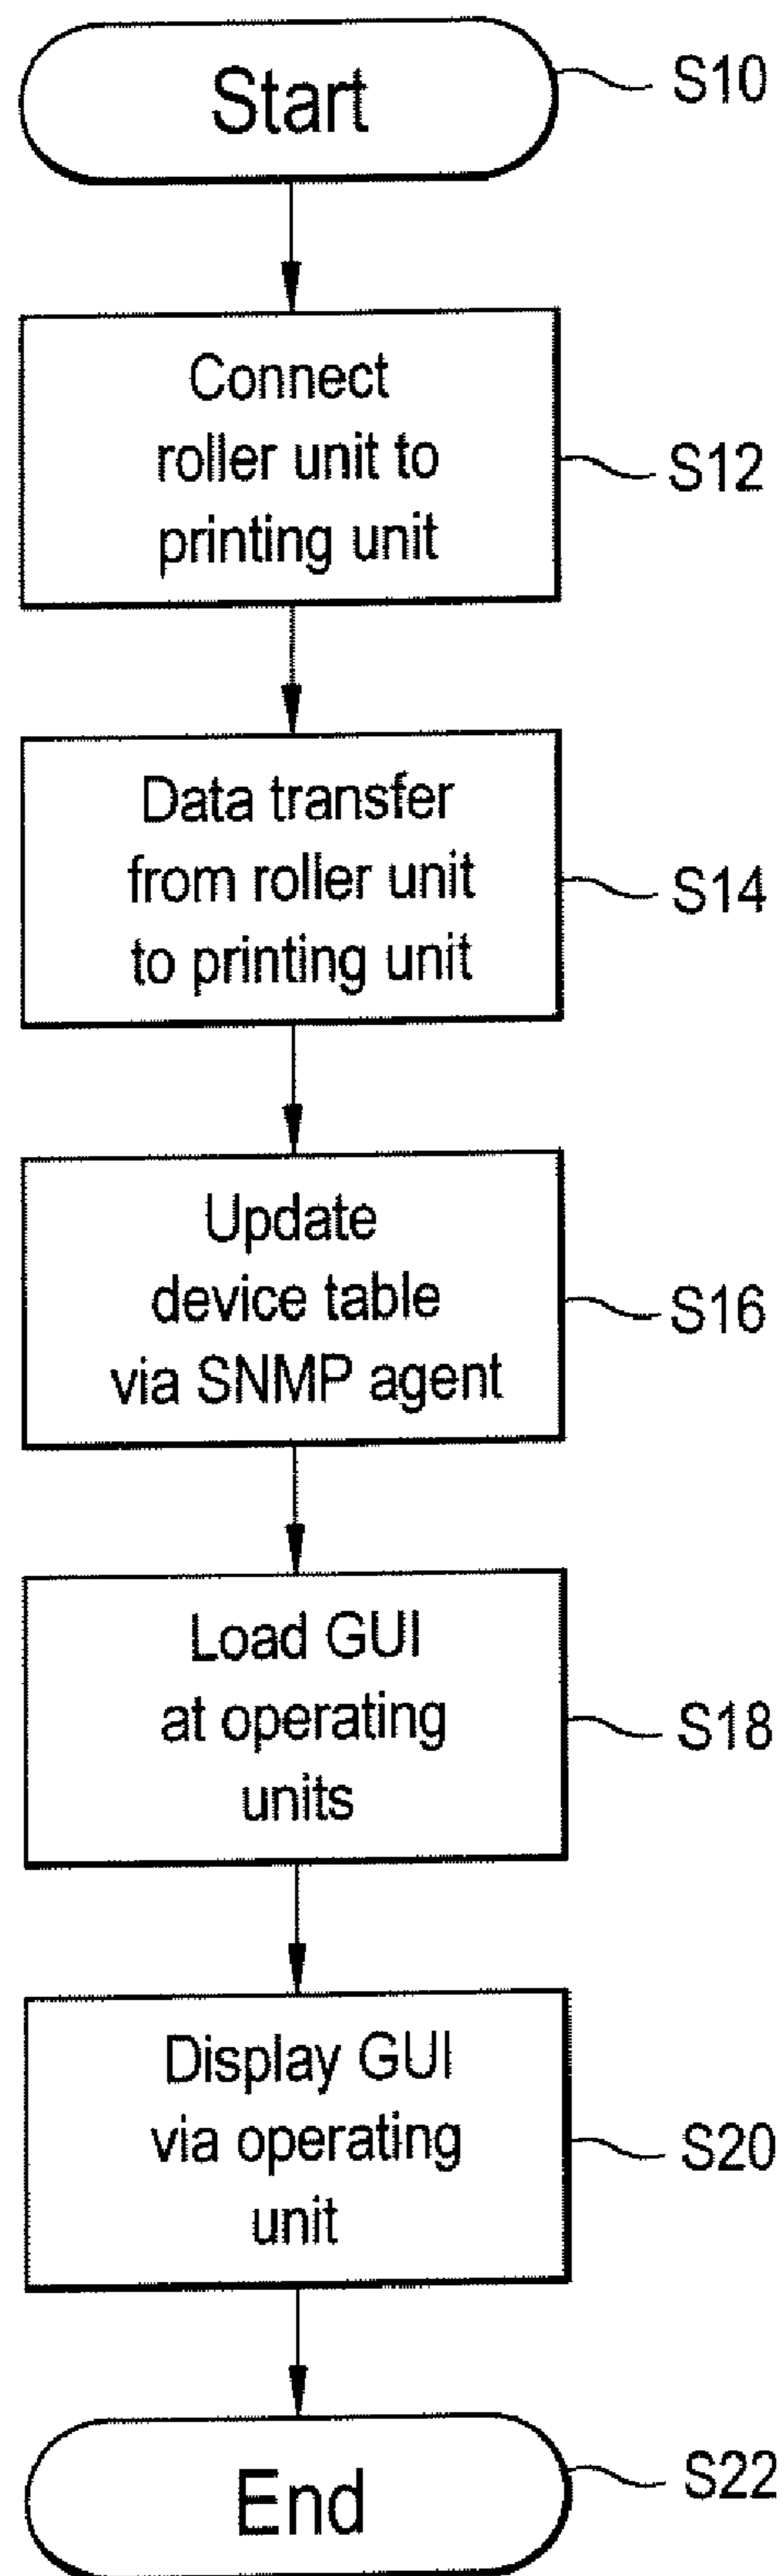 Start
S10
Connect
roller unit to
printing unit
S12
Data transfer
from roller unit
to printing unit
S14
Update
device table
via SNMP agent
S16
Load GUI
at operating
units
S18
Display GUI
via operating
unit
S20
End
S22